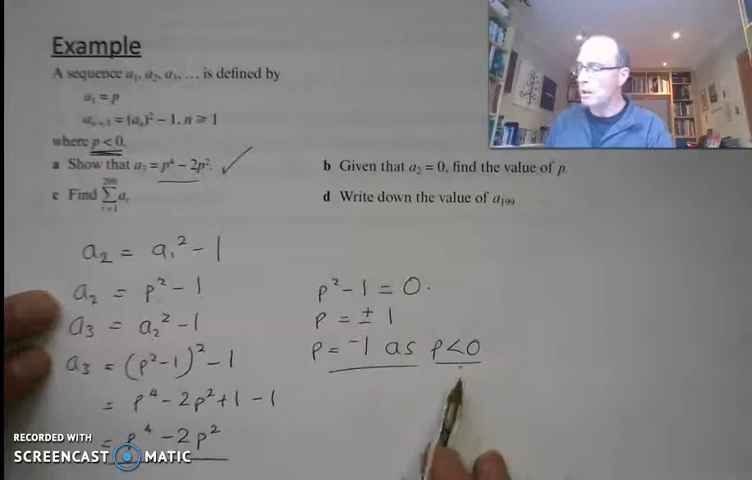 Example
A sequence a₁, a₂, a₃, ... is defined by
a₁ = p
aₙ₊₁ = (aₙ)² − 1, n ≥ 1
where p < 0.
a Show that a₃ = p⁴ − 2p².
b Given that a₂ = 0, find the value of p.
c Find 200 Σ r=1 aᵣ
d Write down the value of a₁₉₉
a₂ = a₁² − 1
a₂ = p² − 1
a₃ = a₂² − 1
a₃ = (p² − 1)² − 1
= p⁴ − 2p² + 1 − 1
= p⁴ − 2p²
p² − 1 = 0.
p = ± 1
p = −1 as p < 0
RECORDED WITH
SCREENCAST MATIC